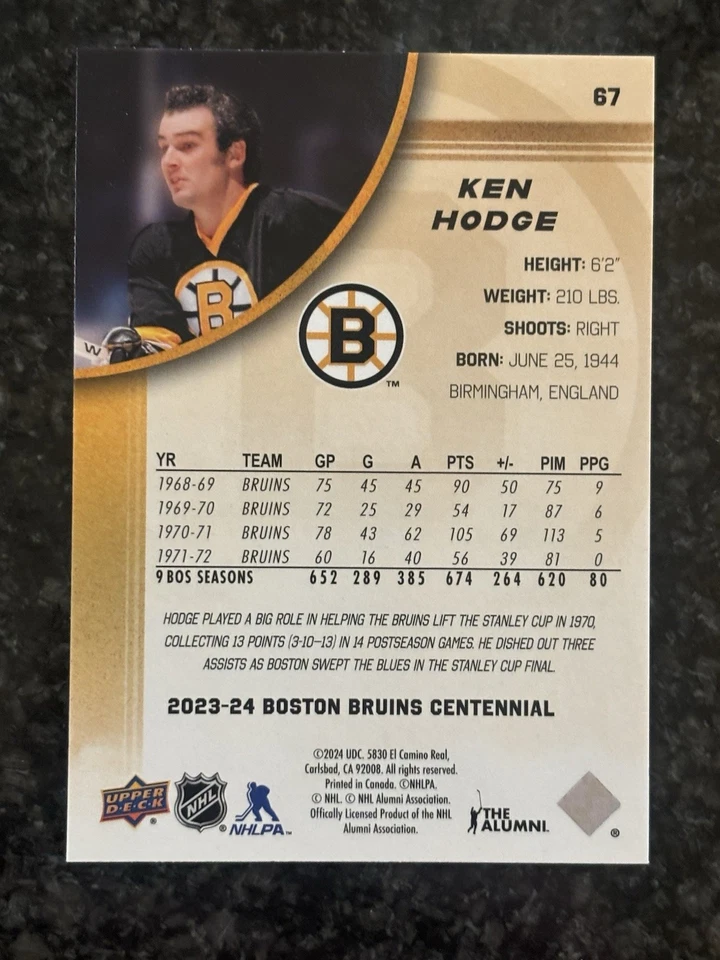 67
KEN
HODGE
HEIGHT: 6'2"
WEIGHT: 210 LBS.
SHOOTS: RIGHT
BORN: JUNE 25, 1944
BIRMINGHAM, ENGLAND
B
W
B
TM
YR TEAM GP G A PTS +/- PIM PPG
1968-69 BRUINS 75 45 45 90 50 75 9
1969-70 BRUINS 72 25 29 54 17 87 6
1970-71 BRUINS 78 43 62 105 69 113 5
1971-72 BRUINS 60 16 40 56 39 81 0
9 BOS SEASONS 652 289 385 674 264 620 80
HODGE PLAYED A BIG ROLE IN HELPING THE BRUINS LIFT THE STANLEY CUP IN 1970,
COLLECTING 13 POINTS (3-10–13) IN 14 POSTSEASON GAMES. HE DISHED OUT THREE
ASSISTS AS BOSTON SWEPT THE BLUES IN THE STANLEY CUP FINAL.
2023-24 BOSTON BRUINS CENTENNIAL
©2024 UDC. 5830 El Camino Real,
Carlsbad, CA 92008. All rights reserved.
Printed in Canada. ©NHLPA.
© NHL. © NHL Alumni Association.
Officially Licensed Product of the NHL
Alumni Association.
UPPER
D.E.C.K
®
NHL
®
NHLPA™
THE
ALUMNI™
®